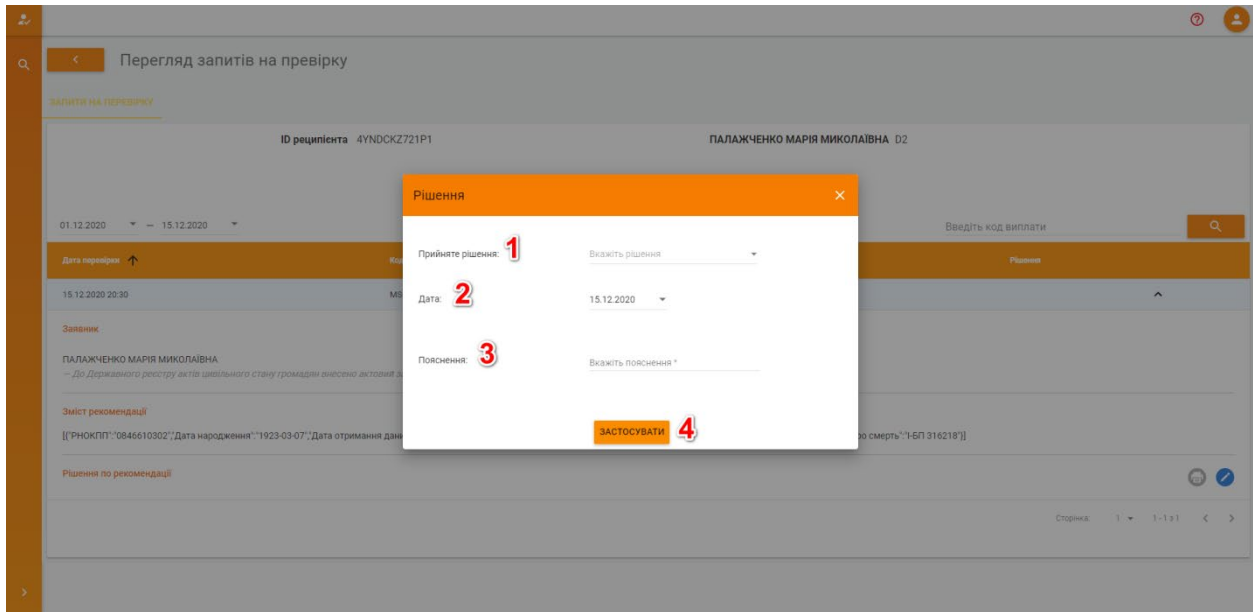 Перегляд запитів на превірку
ЗАПИТИ НА ПЕРЕВІРКУ
ID реципієнта 4YNDCKZ721P1 ПАЛАЖЧЕНКО МАРІЯ МИКОЛАЇВНА D2
Рішення
01.12.2020 – 15.12.2020 Введіть код виплати
Прийняте рішення: 1 Вкажіть рішення
Дата перевірки Код Рішення
15.12.2020 20:30 MS
Дата: 2 15.12.2020
Заявник
ПАЛАЖЧЕНКО МАРІЯ МИКОЛАЇВНА
Пояснення: 3 Вкажіть пояснення *
– До Державного реєстру актів цивільного стану громадян внесено актовий з
Зміст рекомендації
[{"РНОКПП":"0846610302","Дата народження":"1923-03-07","Дата отримання дани ро смерть":"І-БП 316218"}]
ЗАСТОСУВАТИ 4
Рішення по рекомендації
Сторінка: 1 1-1 з 1